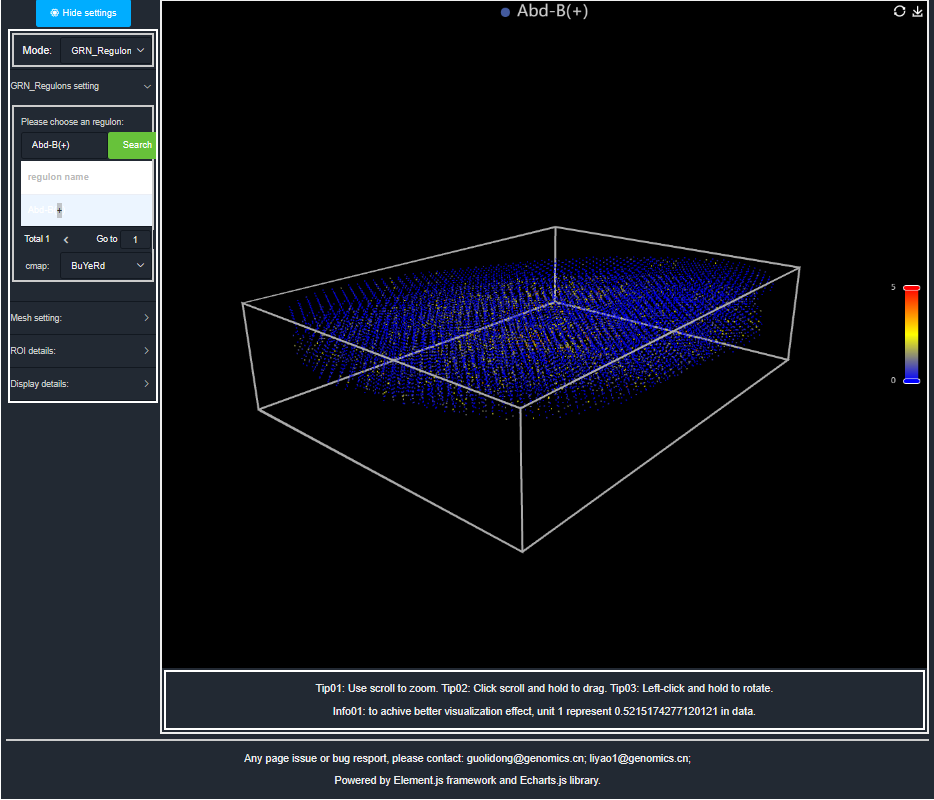 Hide settings
Abd-B(+)
Mode: GRN_Regulon
GRN_Regulons setting
Please choose an regulon:
Abd-B(+) Search
regulon name
Abd-B(+
Total 1 Go to 1
cmap: BuYeRd
Mesh setting:
ROI details:
Display details:
5
0
Tip01: Use scroll to zoom. Tip02: Click scroll and hold to drag. Tip03: Left-click and hold to rotate.
Info01: to achive better visualization effect, unit 1 represent 0.5215174277120121 in data.
Any page issue or bug resport, please contact: guolidong@genomics.cn; liyao1@genomics.cn;
Powered by Element.js framework and Echarts.js library.